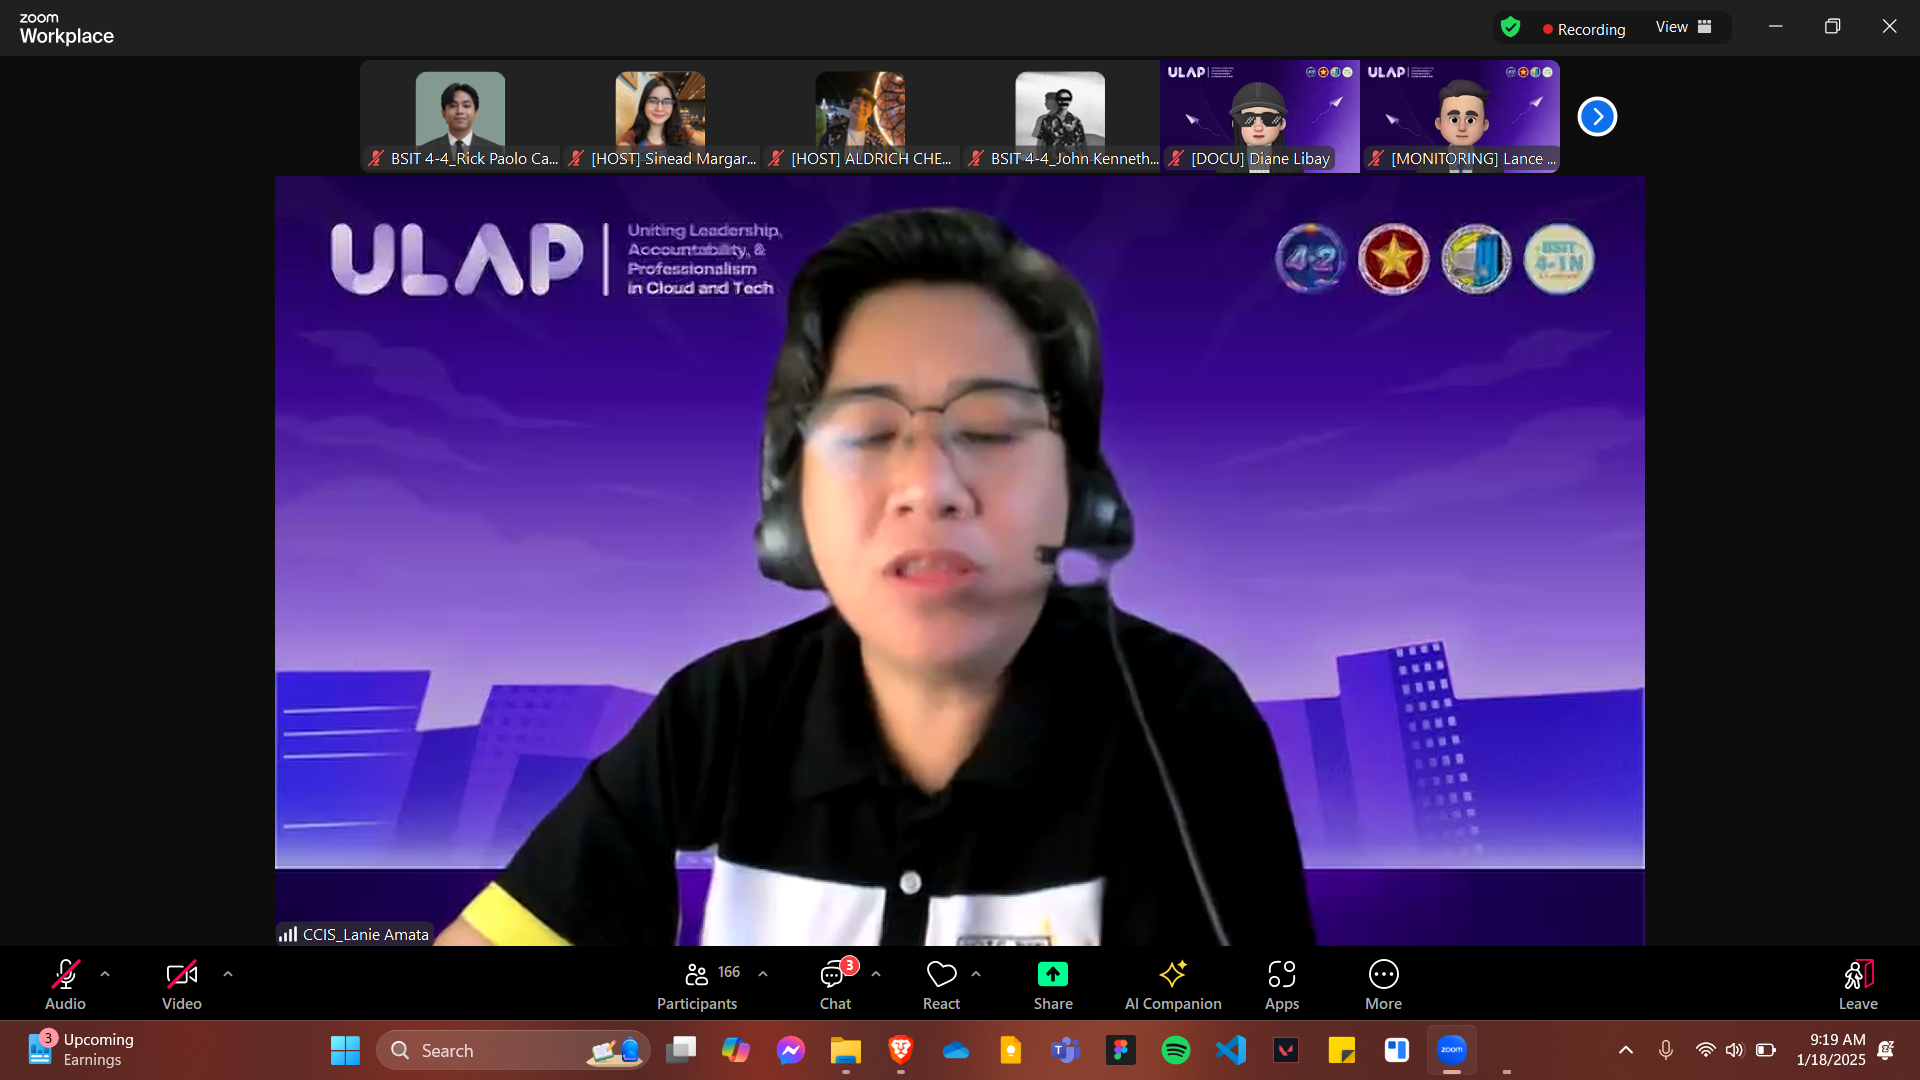 zoom
Workplace
Recording
View
BSIT 4-4_Rick Paolo Ca...
[HOST] Sinead Margar...
[HOST] ALDRICH CHE...
BSIT 4-4_John Kenneth...
ULAP
[DOCU] Diane Libay
ULAP
[MONITORING] Lance ...
ULAP
Uniting Leadership,
Accountability, &
Professionalism
in Cloud and Tech
4-2
BSIT
4-1N
CCIS_Lanie Amata
Audio
Video
166
Participants
3
Chat
React
Share
AI Companion
Apps
More
Leave
3
Upcoming
Earnings
Search
zoom
9:19 AM
1/18/2025